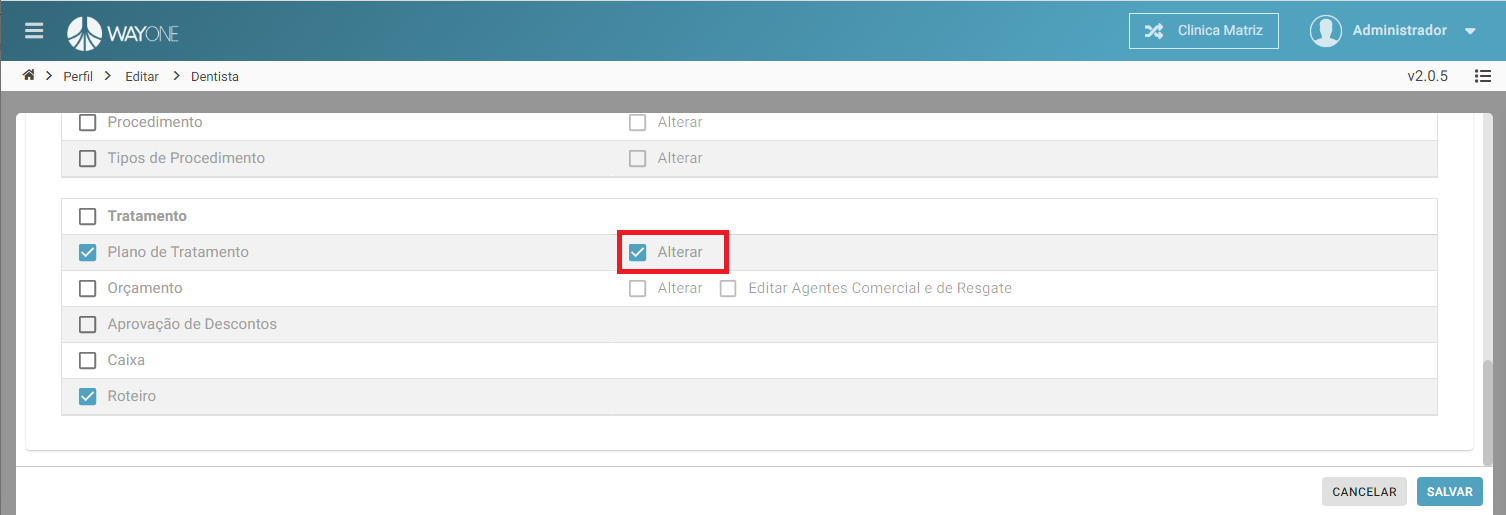 WAYONE Clinica Matriz Administrador
Perfil Editar Dentista v2.0.5
Procedimento Alterar
Tipos de Procedimento Alterar
Tratamento
Plano de Tratamento Alterar
Orçamento Alterar Editar Agentes Comercial e de Resgate
Aprovação de Descontos
Caixa
Roteiro
CANCELAR SALVAR